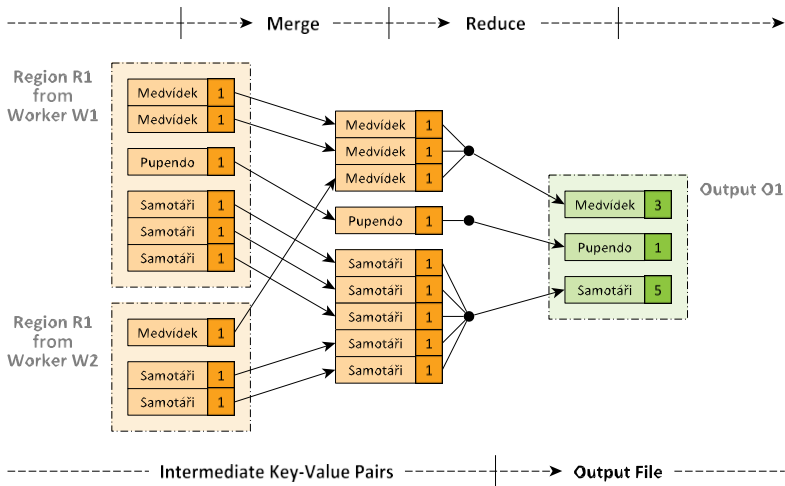 Merge
Reduce
Region R1
from
Worker W1
Medvídek 1
Medvídek 1
Pupendo 1
Samotáři 1
Samotáři 1
Samotáři 1
Region R1
from
Worker W2
Medvídek 1
Samotáři 1
Samotáři 1
Medvídek 1
Medvídek 1
Medvídek 1
Pupendo 1
Samotáři 1
Samotáři 1
Samotáři 1
Samotáři 1
Samotáři 1
Output O1
Medvídek 3
Pupendo 1
Samotáři 5
Intermediate Key-Value Pairs
Output File